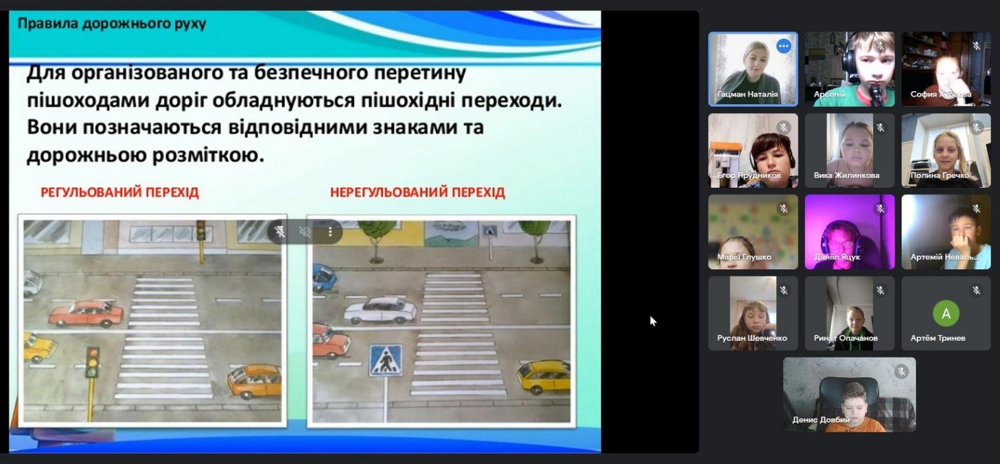 Правила дорожнього руху
Для організованого та безпечного перетину
пішоходами доріг обладнуються пішохідні переходи.
Вони позначаються відповідними знаками та
дорожньою розміткою.
РЕГУЛЬОВАНИЙ ПЕРЕХІД
НЕРЕГУЛЬОВАНИЙ ПЕРЕХІД
Гацман Наталія
Арсеній
София Хурсова
Егор Прудников
Вика Жилинкова
Полина Гречко
Марія Глушко
Даніїл Яцук
Артемій Неваль...
Руслан Шевченко
Ринат Опачанов
А
Артём Тринев
Денис Довбий